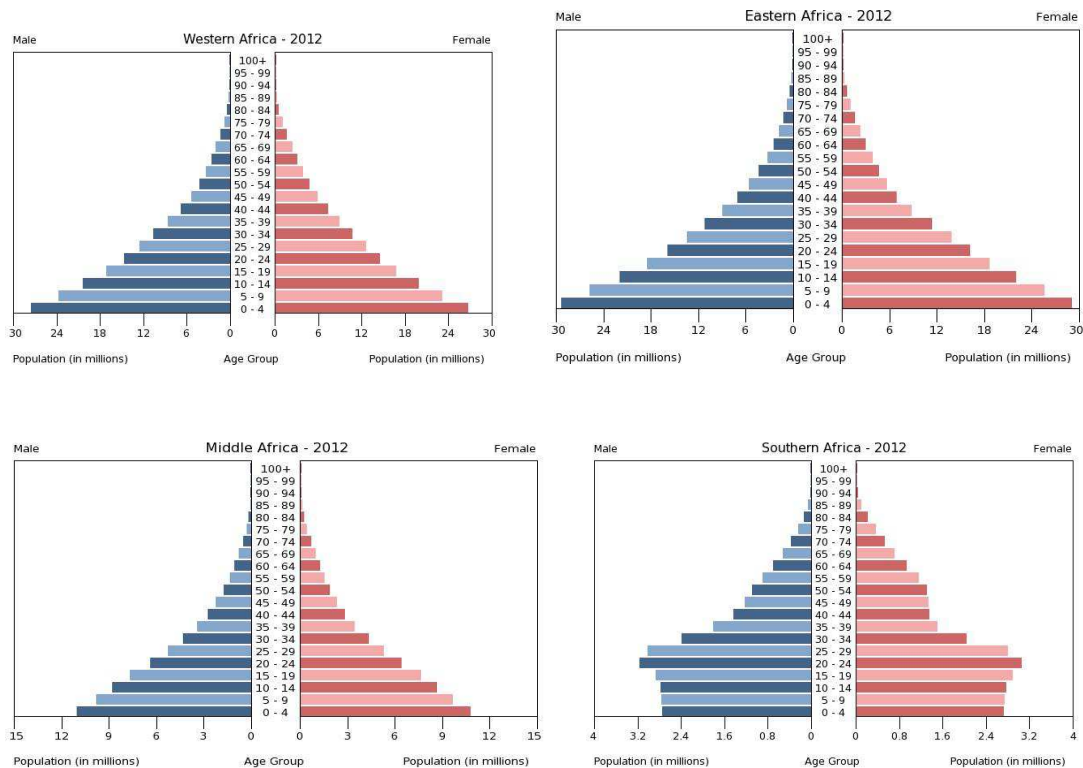 Western Africa - 2012
Male
Female
100+
95 - 99
90 - 94
85 - 89
80 - 84
75 - 79
70 - 74
65 - 69
60 - 64
55 - 59
50 - 54
45 - 49
40 - 44
35 - 39
30 - 34
25 - 29
20 - 24
15 - 19
10 - 14
5 - 9
0 - 4
30 24 18 12 6 0 0 6 12 18 24 30
Population (in millions) Age Group Population (in millions)
Eastern Africa - 2012
Male
Female
100+
95 - 99
90 - 94
85 - 89
80 - 84
75 - 79
70 - 74
65 - 69
60 - 64
55 - 59
50 - 54
45 - 49
40 - 44
35 - 39
30 - 34
25 - 29
20 - 24
15 - 19
10 - 14
5 - 9
0 - 4
30 24 18 12 6 0 0 6 12 18 24 30
Population (in millions) Age Group Population (in millions)
Middle Africa - 2012
Male
Female
100+
95 - 99
90 - 94
85 - 89
80 - 84
75 - 79
70 - 74
65 - 69
60 - 64
55 - 59
50 - 54
45 - 49
40 - 44
35 - 39
30 - 34
25 - 29
20 - 24
15 - 19
10 - 14
5 - 9
0 - 4
15 12 9 6 3 0 0 3 6 9 12 15
Population (in millions) Age Group Population (in millions)
Southern Africa - 2012
Male
Female
100+
95 - 99
90 - 94
85 - 89
80 - 84
75 - 79
70 - 74
65 - 69
60 - 64
55 - 59
50 - 54
45 - 49
40 - 44
35 - 39
30 - 34
25 - 29
20 - 24
15 - 19
10 - 14
5 - 9
0 - 4
4 3.2 2.4 1.6 0.8 0 0 0.8 1.6 2.4 3.2 4
Population (in millions) Age Group Population (in millions)